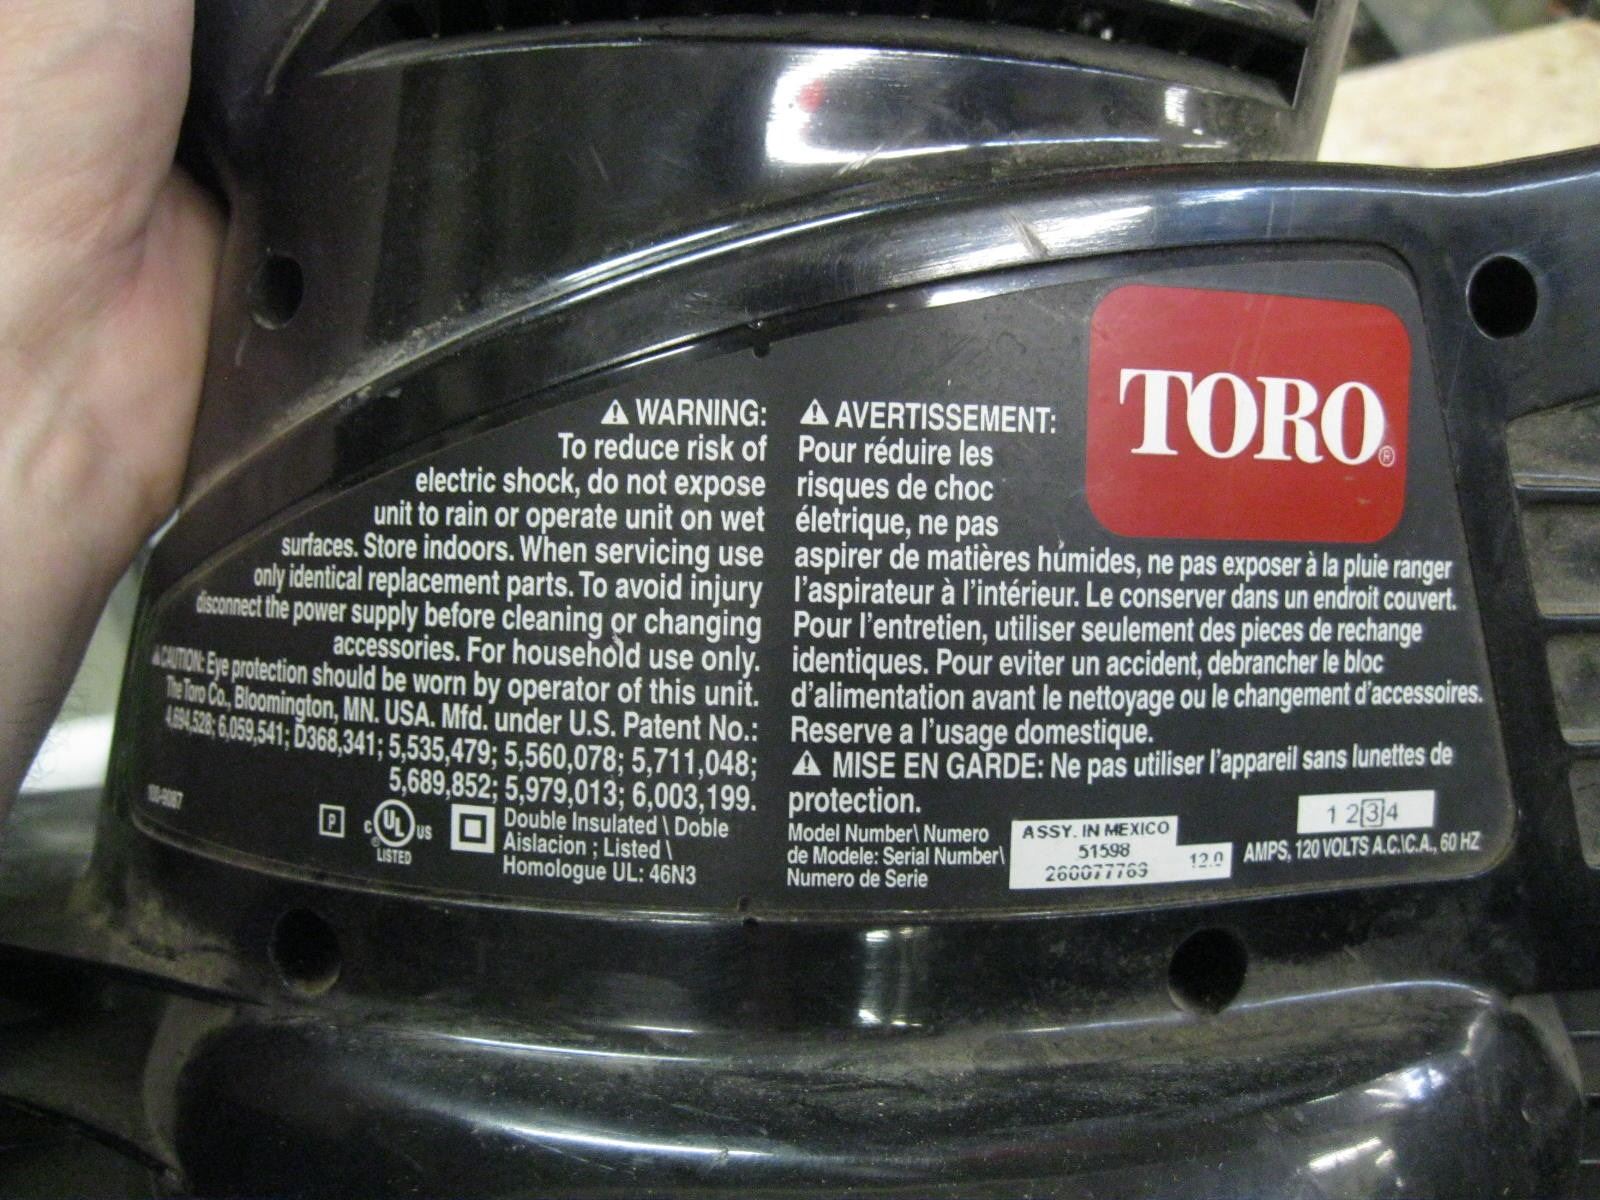 TORO®
WARNING:
To reduce risk of
electric shock, do not expose
unit to rain or operate unit on wet
surfaces. Store indoors. When servicing use
only identical replacement parts. To avoid injury
disconnect the power supply before cleaning or changing
accessories. For household use only.
CAUTION: Eye protection should be worn by operator of this unit.
The Toro Co., Bloomington, MN. USA. Mfd. under U.S. Patent No.:
4,694,528; 6,059,541; D368,341; 5,535,479; 5,560,078; 5,711,048;
5,689,852; 5,979,013; 6,003,199.
P
C UL US
LISTED
Double Insulated \ Doble
Aislacion ; Listed \
Homologue UL: 46N3
AVERTISSEMENT:
Pour réduire les
risques de choc
életrique, ne pas
aspirer de matières húmides, ne pas exposer à la pluie ranger
l'aspirateur à l'intérieur. Le conserver dans un endroit couvert.
Pour l'entretien, utiliser seulement des pieces de rechange
identiques. Pour eviter un accident, debrancher le bloc
d'alimentation avant le nettoyage ou le changement d'accessoires.
Reserve a l'usage domestique.
MISE EN GARDE: Ne pas utiliser l'appareil sans lunettes de
protection.
Model Number\ Numero
de Modele: Serial Number\
Numero de Serie
ASSY. IN MEXICO
51598
260077769
12.0
1 2 3 4
AMPS, 120 VOLTS A.C.\C.A., 60 HZ